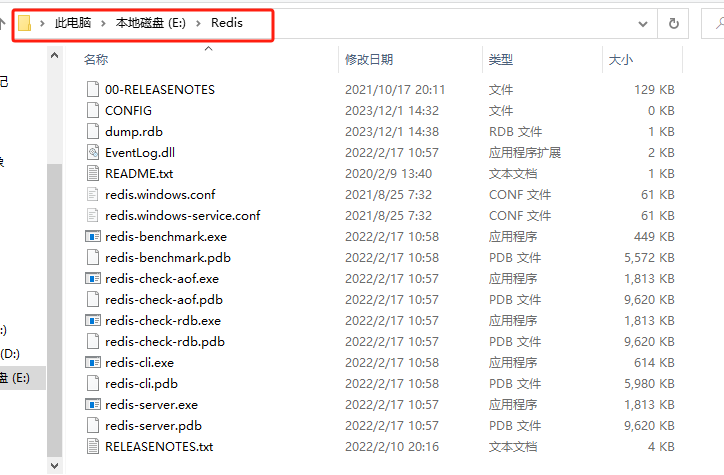 此电脑 > 本地磁盘 (E:) > Redis
名称 修改日期 类型 大小
记
00-RELEASENOTES 2021/10/17 20:11 文件 129 KB
CONFIG 2023/12/1 14:32 文件 0 KB
dump.rdb 2023/12/1 14:38 RDB 文件 1 KB
EventLog.dll 2022/2/17 10:57 应用程序扩展 2 KB
README.txt 2020/2/9 13:40 文本文档 1 KB
redis.windows.conf 2021/8/25 7:32 CONF 文件 61 KB
redis.windows-service.conf 2021/8/25 7:32 CONF 文件 61 KB
redis-benchmark.exe 2022/2/17 10:58 应用程序 449 KB
redis-benchmark.pdb 2022/2/17 10:58 PDB 文件 5,572 KB
redis-check-aof.exe 2022/2/17 10:57 应用程序 1,813 KB
redis-check-aof.pdb 2022/2/17 10:57 PDB 文件 9,620 KB
redis-check-rdb.exe 2022/2/17 10:57 应用程序 1,813 KB
:)
redis-check-rdb.pdb 2022/2/17 10:57 PDB 文件 9,620 KB
(D:)
redis-cli.exe 2022/2/17 10:58 应用程序 614 KB
盘 (E:)
redis-cli.pdb 2022/2/17 10:58 PDB 文件 5,980 KB
redis-server.exe 2022/2/17 10:57 应用程序 1,813 KB
redis-server.pdb 2022/2/17 10:57 PDB 文件 9,620 KB
RELEASENOTES.txt 2022/2/10 20:16 文本文档 4 KB